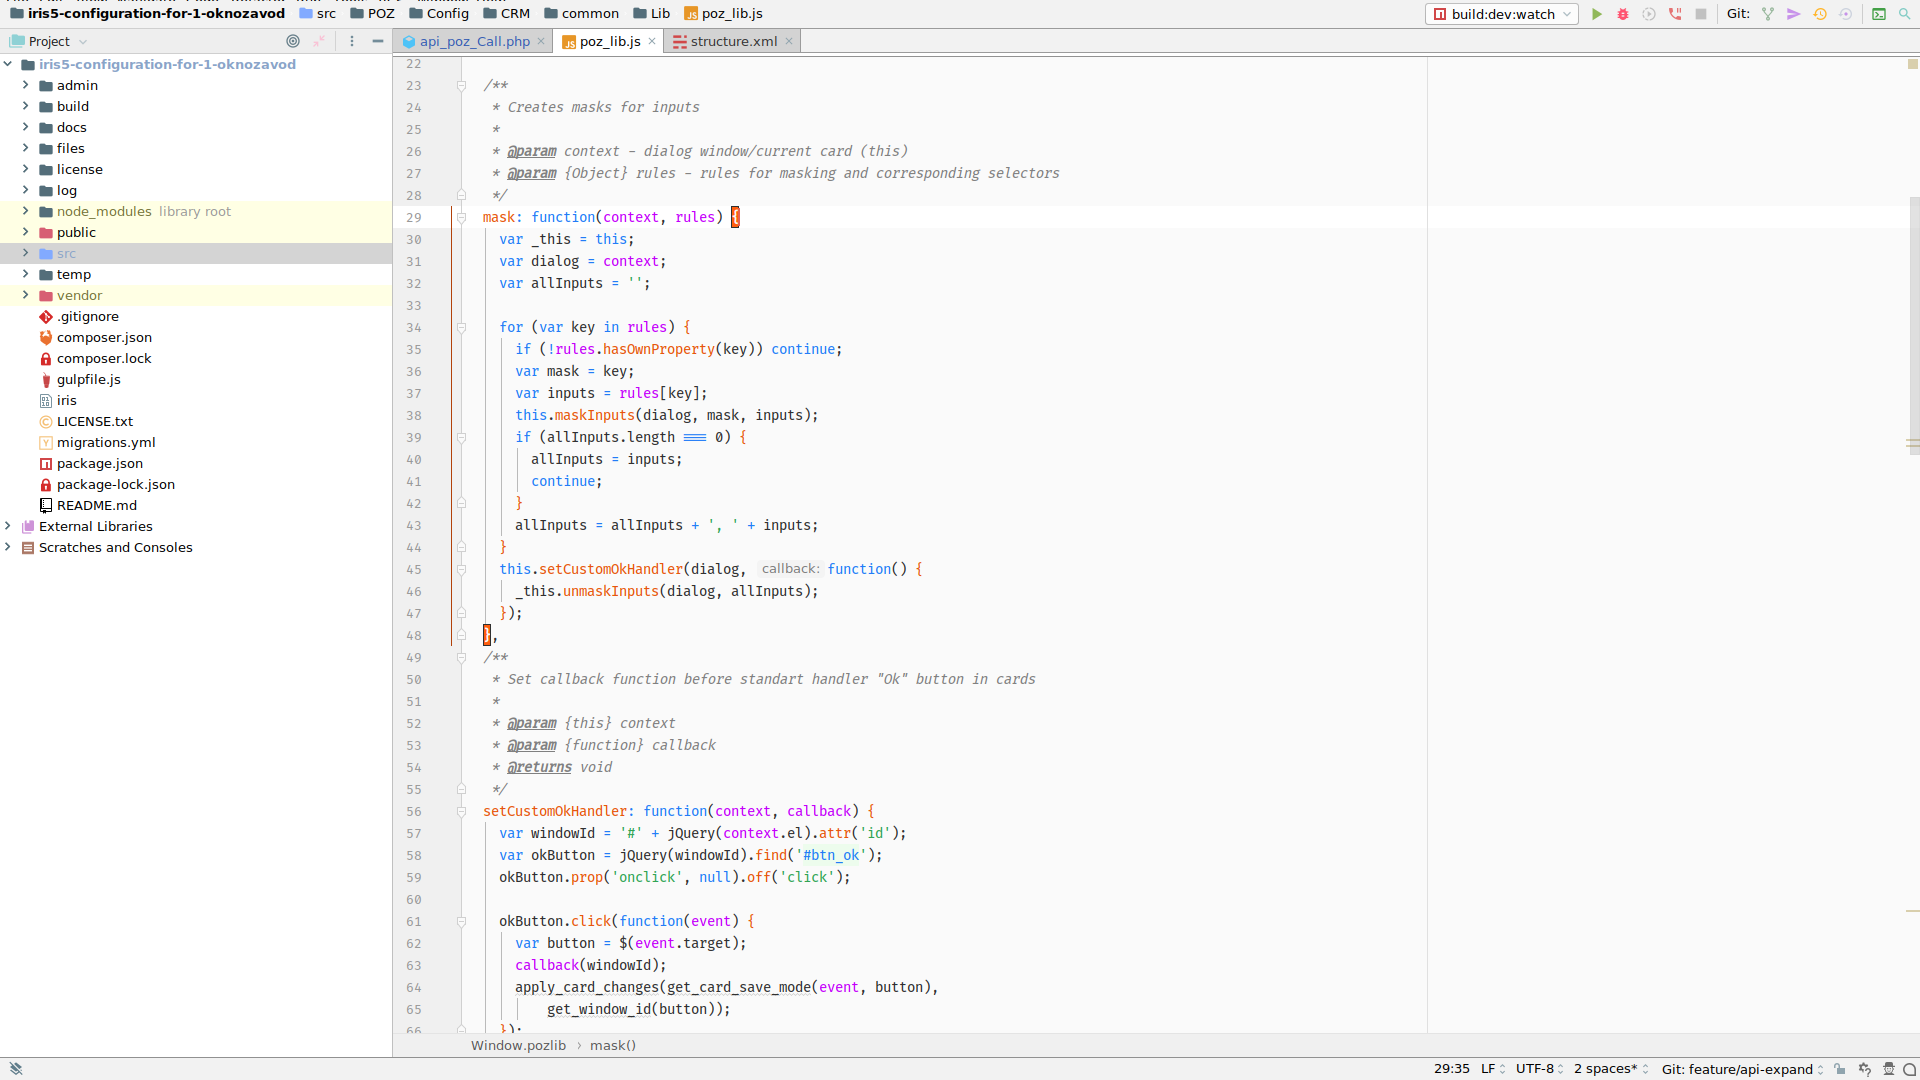 iris5-configuration-for-1-oknozavod src POZ Config CRM common Lib poz_lib.js build:dev:watch Git:
Project
api_poz_Call.php poz_lib.js structure.xml
iris5-configuration-for-1-oknozavod
admin
build
docs
files
license
log
node_modules library root
public
src
temp
vendor
.gitignore
composer.json
composer.lock
gulpfile.js
iris
LICENSE.txt
migrations.yml
package.json
package-lock.json
README.md
External Libraries
Scratches and Consoles
22
23 /**
24 * Creates masks for inputs
25 *
26 * @param context - dialog window/current card (this)
27 * @param {Object} rules - rules for masking and corresponding selectors
28 */
29 mask: function(context, rules) {
30 var _this = this;
31 var dialog = context;
32 var allInputs = '';
33
34 for (var key in rules) {
35 if (!rules.hasOwnProperty(key)) continue;
36 var mask = key;
37 var inputs = rules[key];
38 this.maskInputs(dialog, mask, inputs);
39 if (allInputs.length === 0) {
40 allInputs = inputs;
41 continue;
42 }
43 allInputs = allInputs + ', ' + inputs;
44 }
45 this.setCustomOkHandler(dialog, callback: function() {
46 _this.unmaskInputs(dialog, allInputs);
47 });
48 },
49 /**
50 * Set callback function before standart handler "Ok" button in cards
51 *
52 * @param {this} context
53 * @param {function} callback
54 * @returns void
55 */
56 setCustomOkHandler: function(context, callback) {
57 var windowId = '#' + jQuery(context.el).attr('id');
58 var okButton = jQuery(windowId).find('#btn_ok');
59 okButton.prop('onclick', null).off('click');
60
61 okButton.click(function(event) {
62 var button = $(event.target);
63 callback(windowId);
64 apply_card_changes(get_card_save_mode(event, button),
65 get_window_id(button));
66 });
Window.pozlib › mask()
29:35 LF UTF-8 2 spaces* Git: feature/api-expand